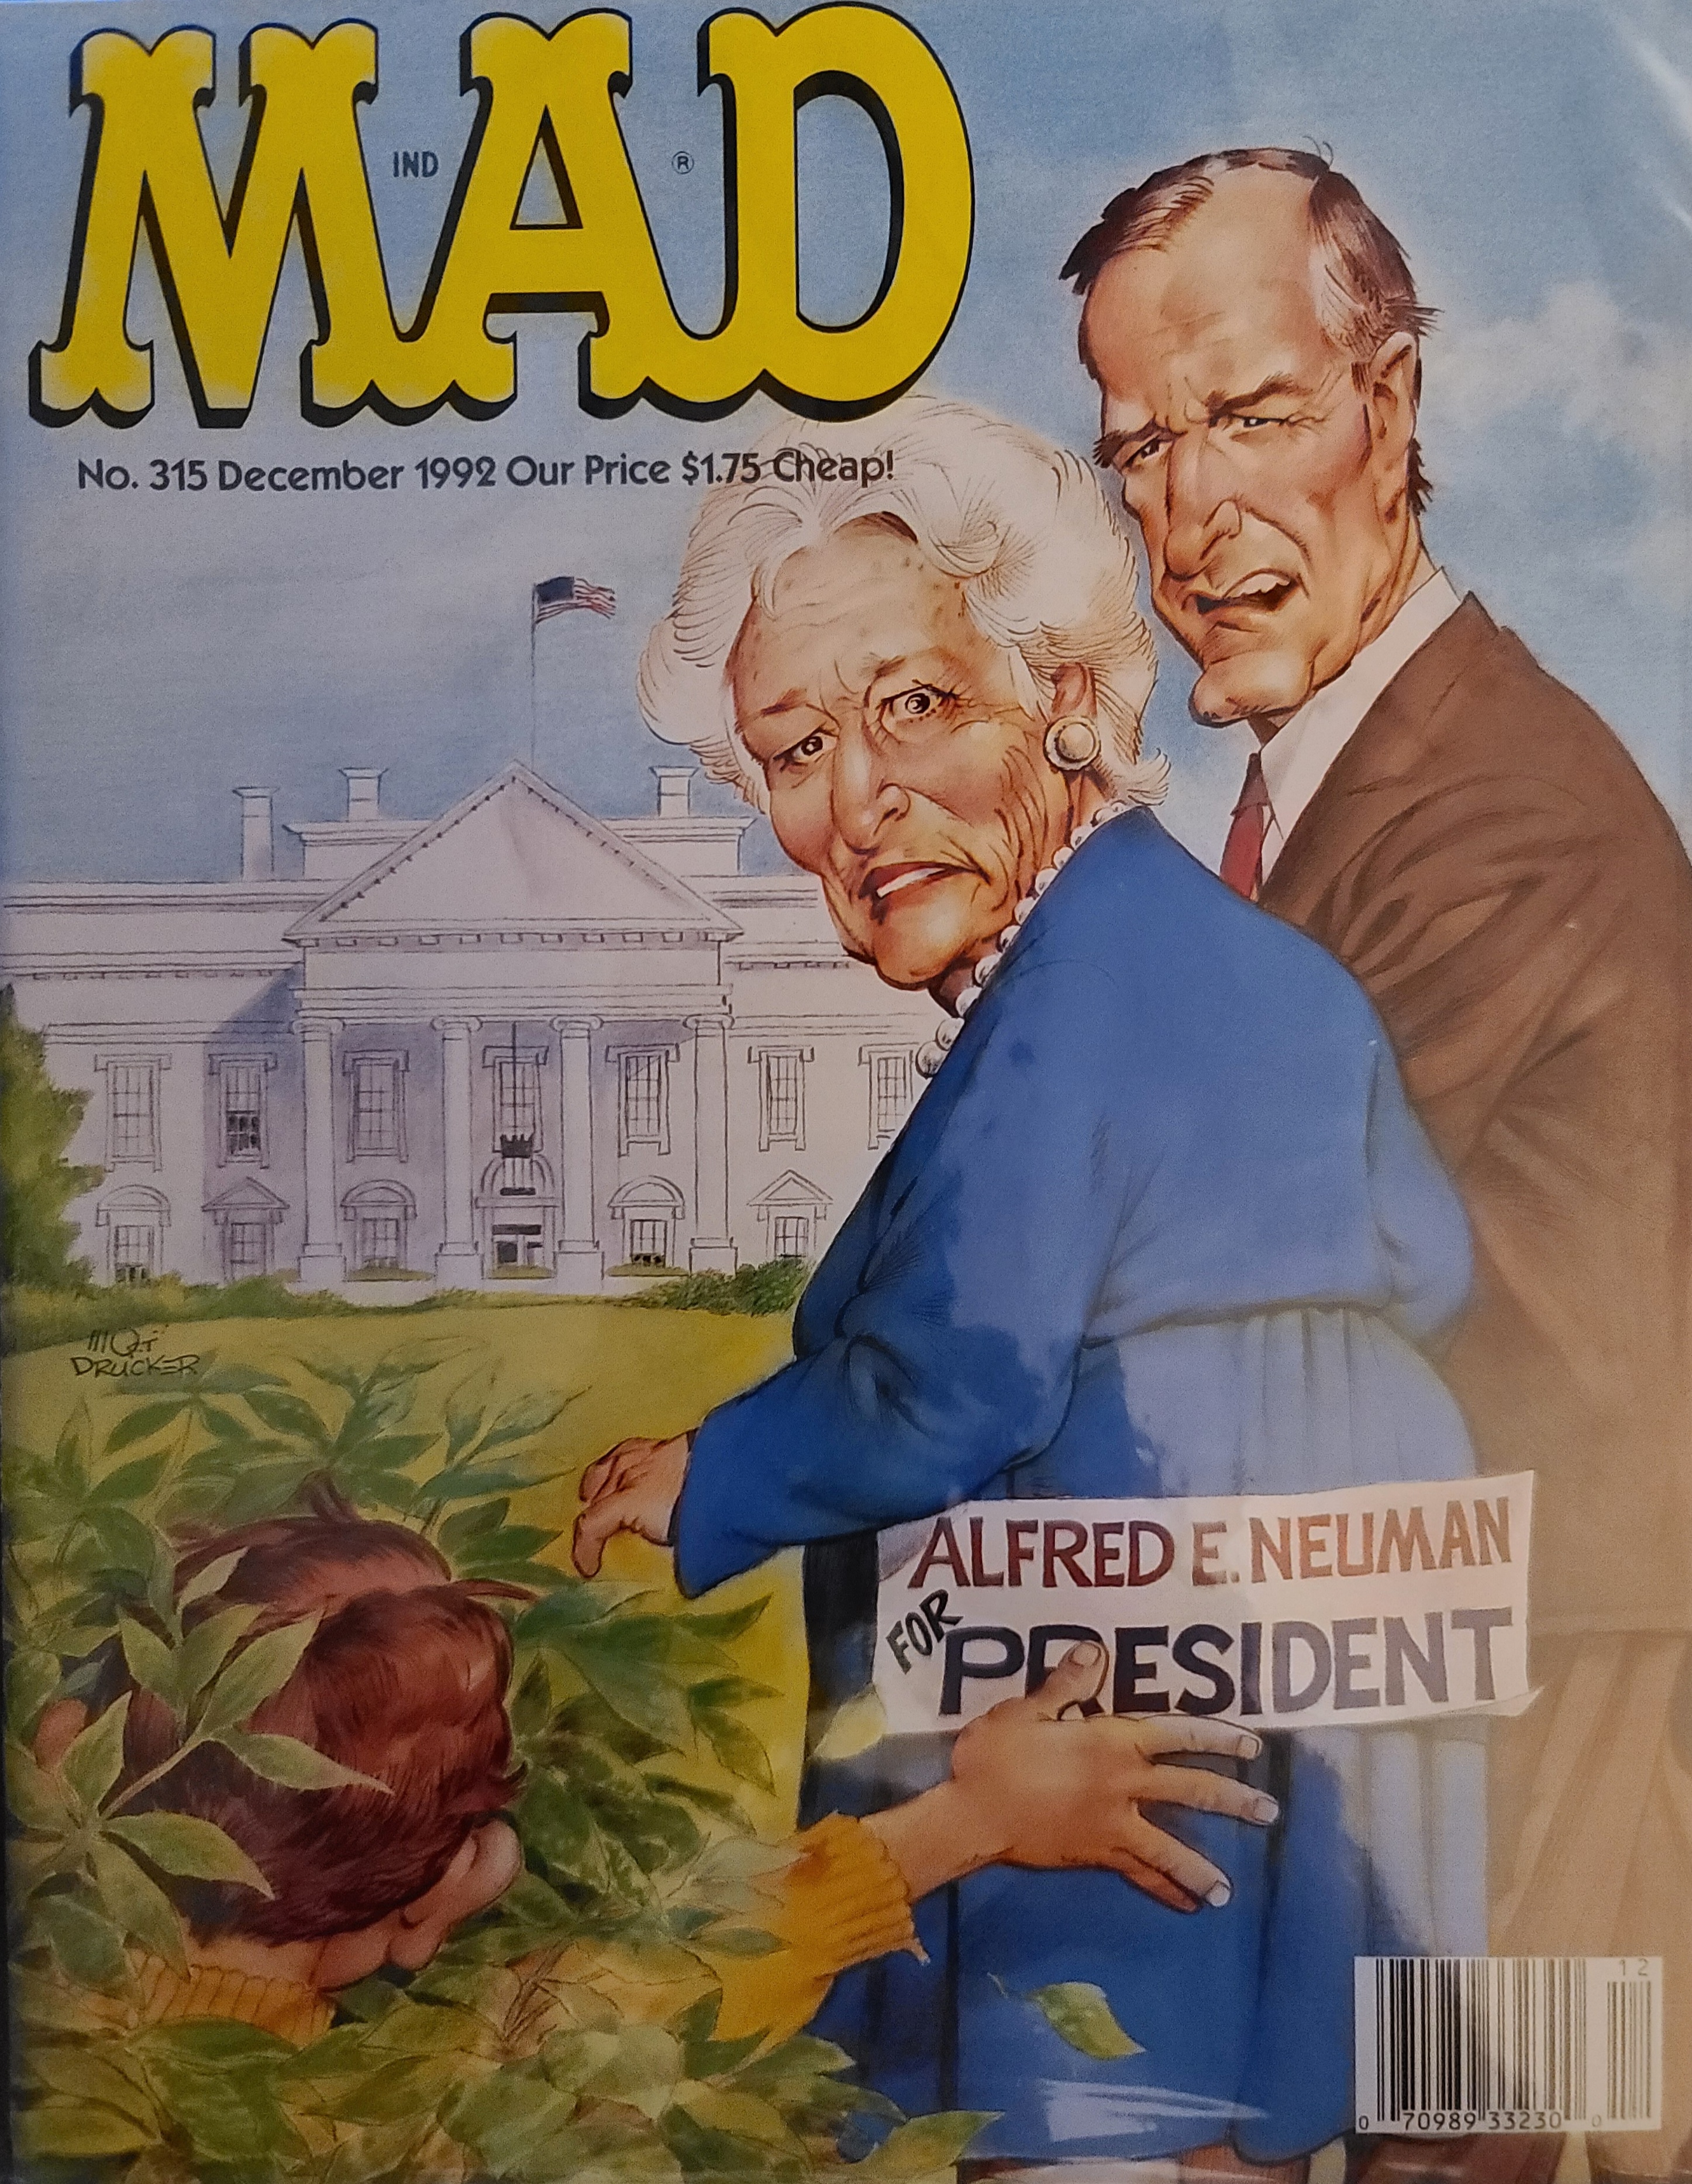 MAD
IND
®
No. 315 December 1992 Our Price $1.75 Cheap!
MORT
DRUCKER
ALFRED E. NEUMAN
FOR
PRESIDENT
12
0 70989 33230 0